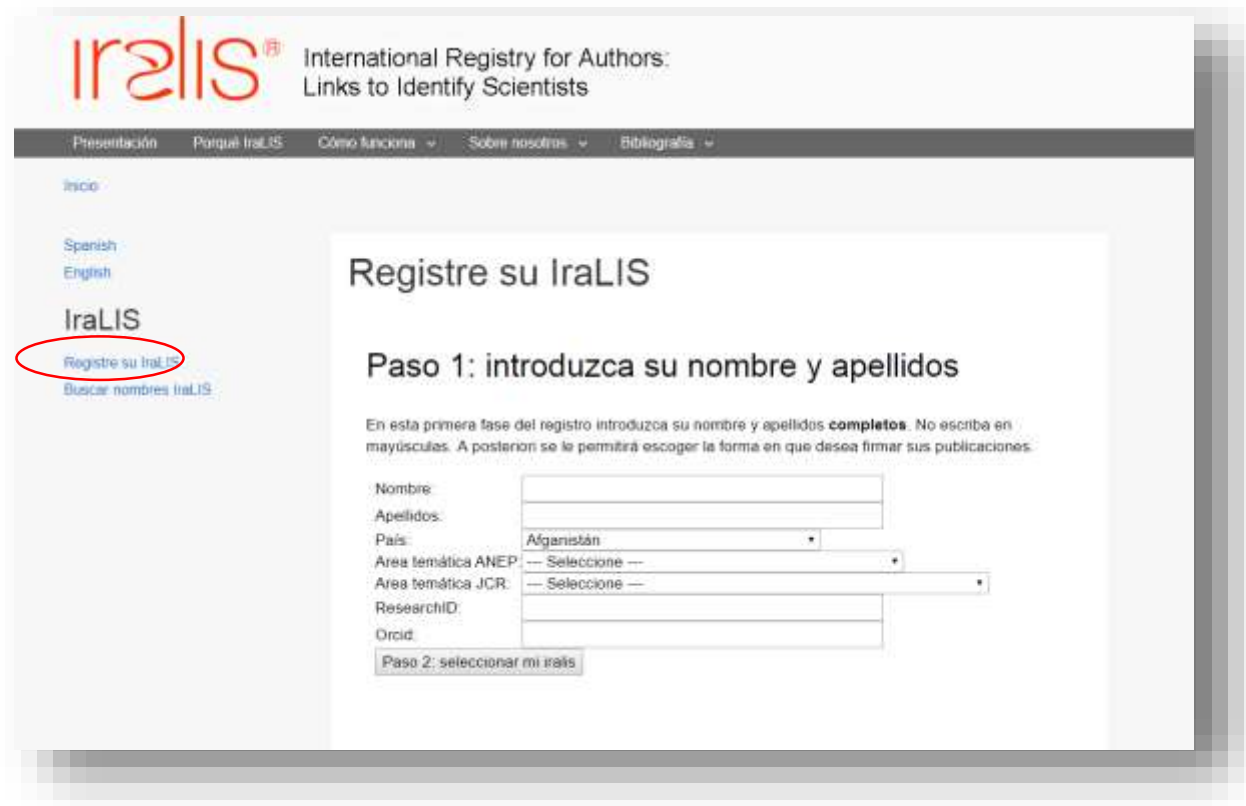 Iralis®
International Registry for Authors:
Links to Identify Scientists
Presentación Porqué IraLIS Cómo funciona Sobre nosotros Bibliografía
Inicio
Spanish
English
IraLIS
Registre su IraLIS
Buscar nombres IraLIS
Registre su IraLIS
Paso 1: introduzca su nombre y apellidos
En esta primera fase del registro introduzca su nombre y apellidos completos. No escriba en
mayúsculas. A posteriori se le permitirá escoger la forma en que desea firmar sus publicaciones.
Nombre:
Apellidos:
País: Afganistán
Area temática ANEP: --- Seleccione ---
Area temática JCR: --- Seleccione ---
ResearchID:
Orcid:
Paso 2: seleccionar mi iralis